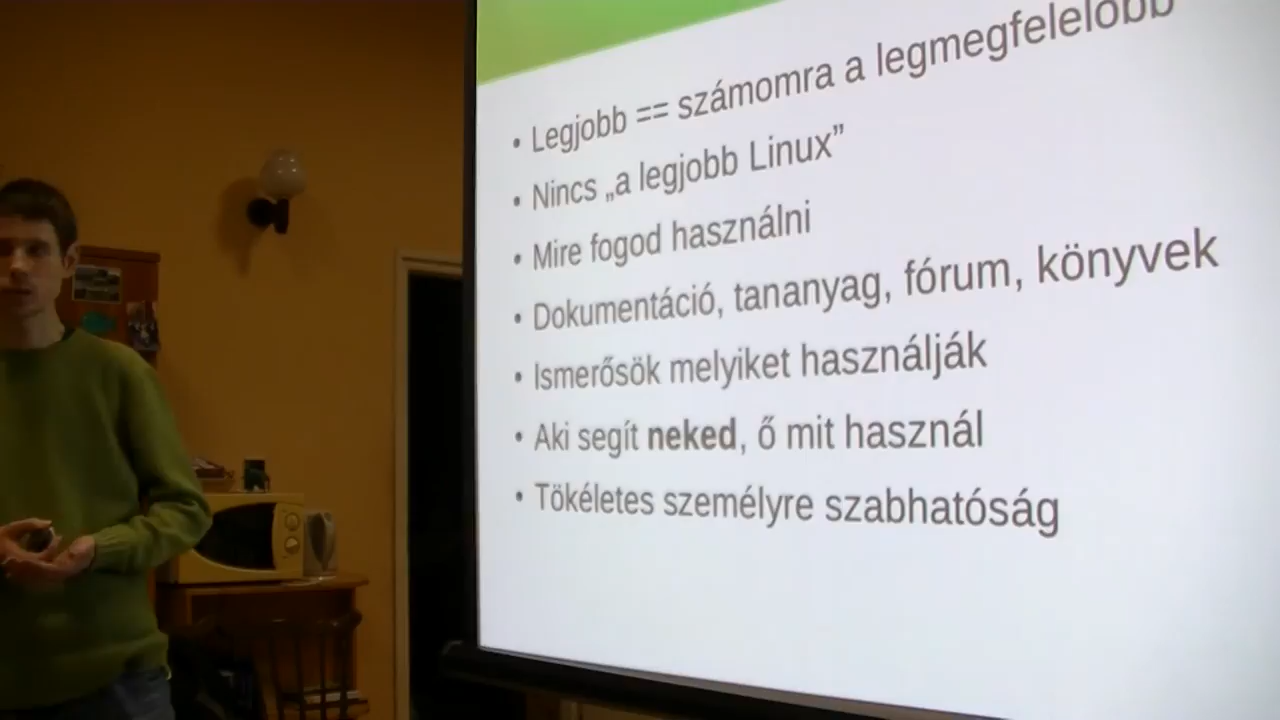 • Legjobb == számomra a legmegfelelőbb
• Nincs „a legjobb Linux”
• Mire fogod használni
• Dokumentáció, tananyag, fórum, könyvek
• Ismerősök melyiket használják
• Aki segít neked, ő mit használ
• Tökéletes személyre szabhatóság